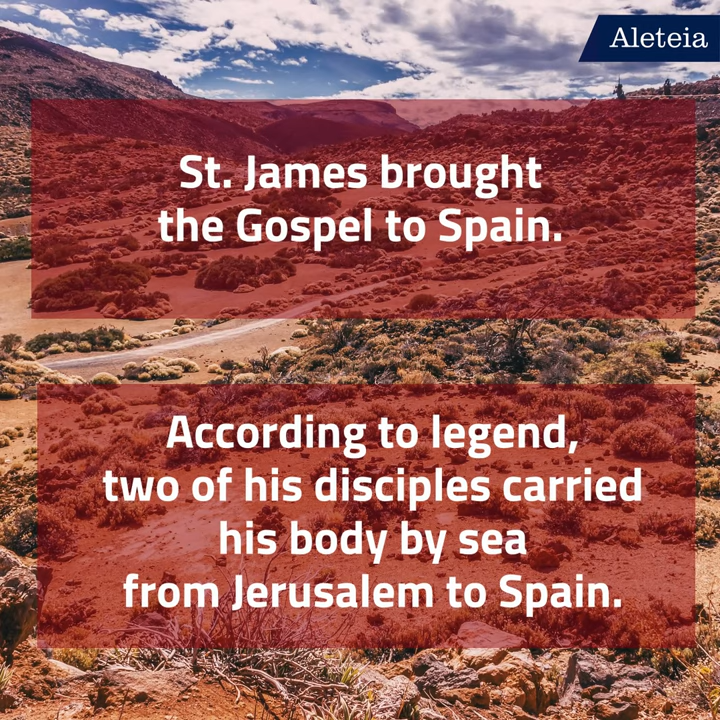 Aleteia
St. James brought
the Gospel to Spain.
According to legend,
two of his disciples carried
his body by sea
from Jerusalem to Spain.